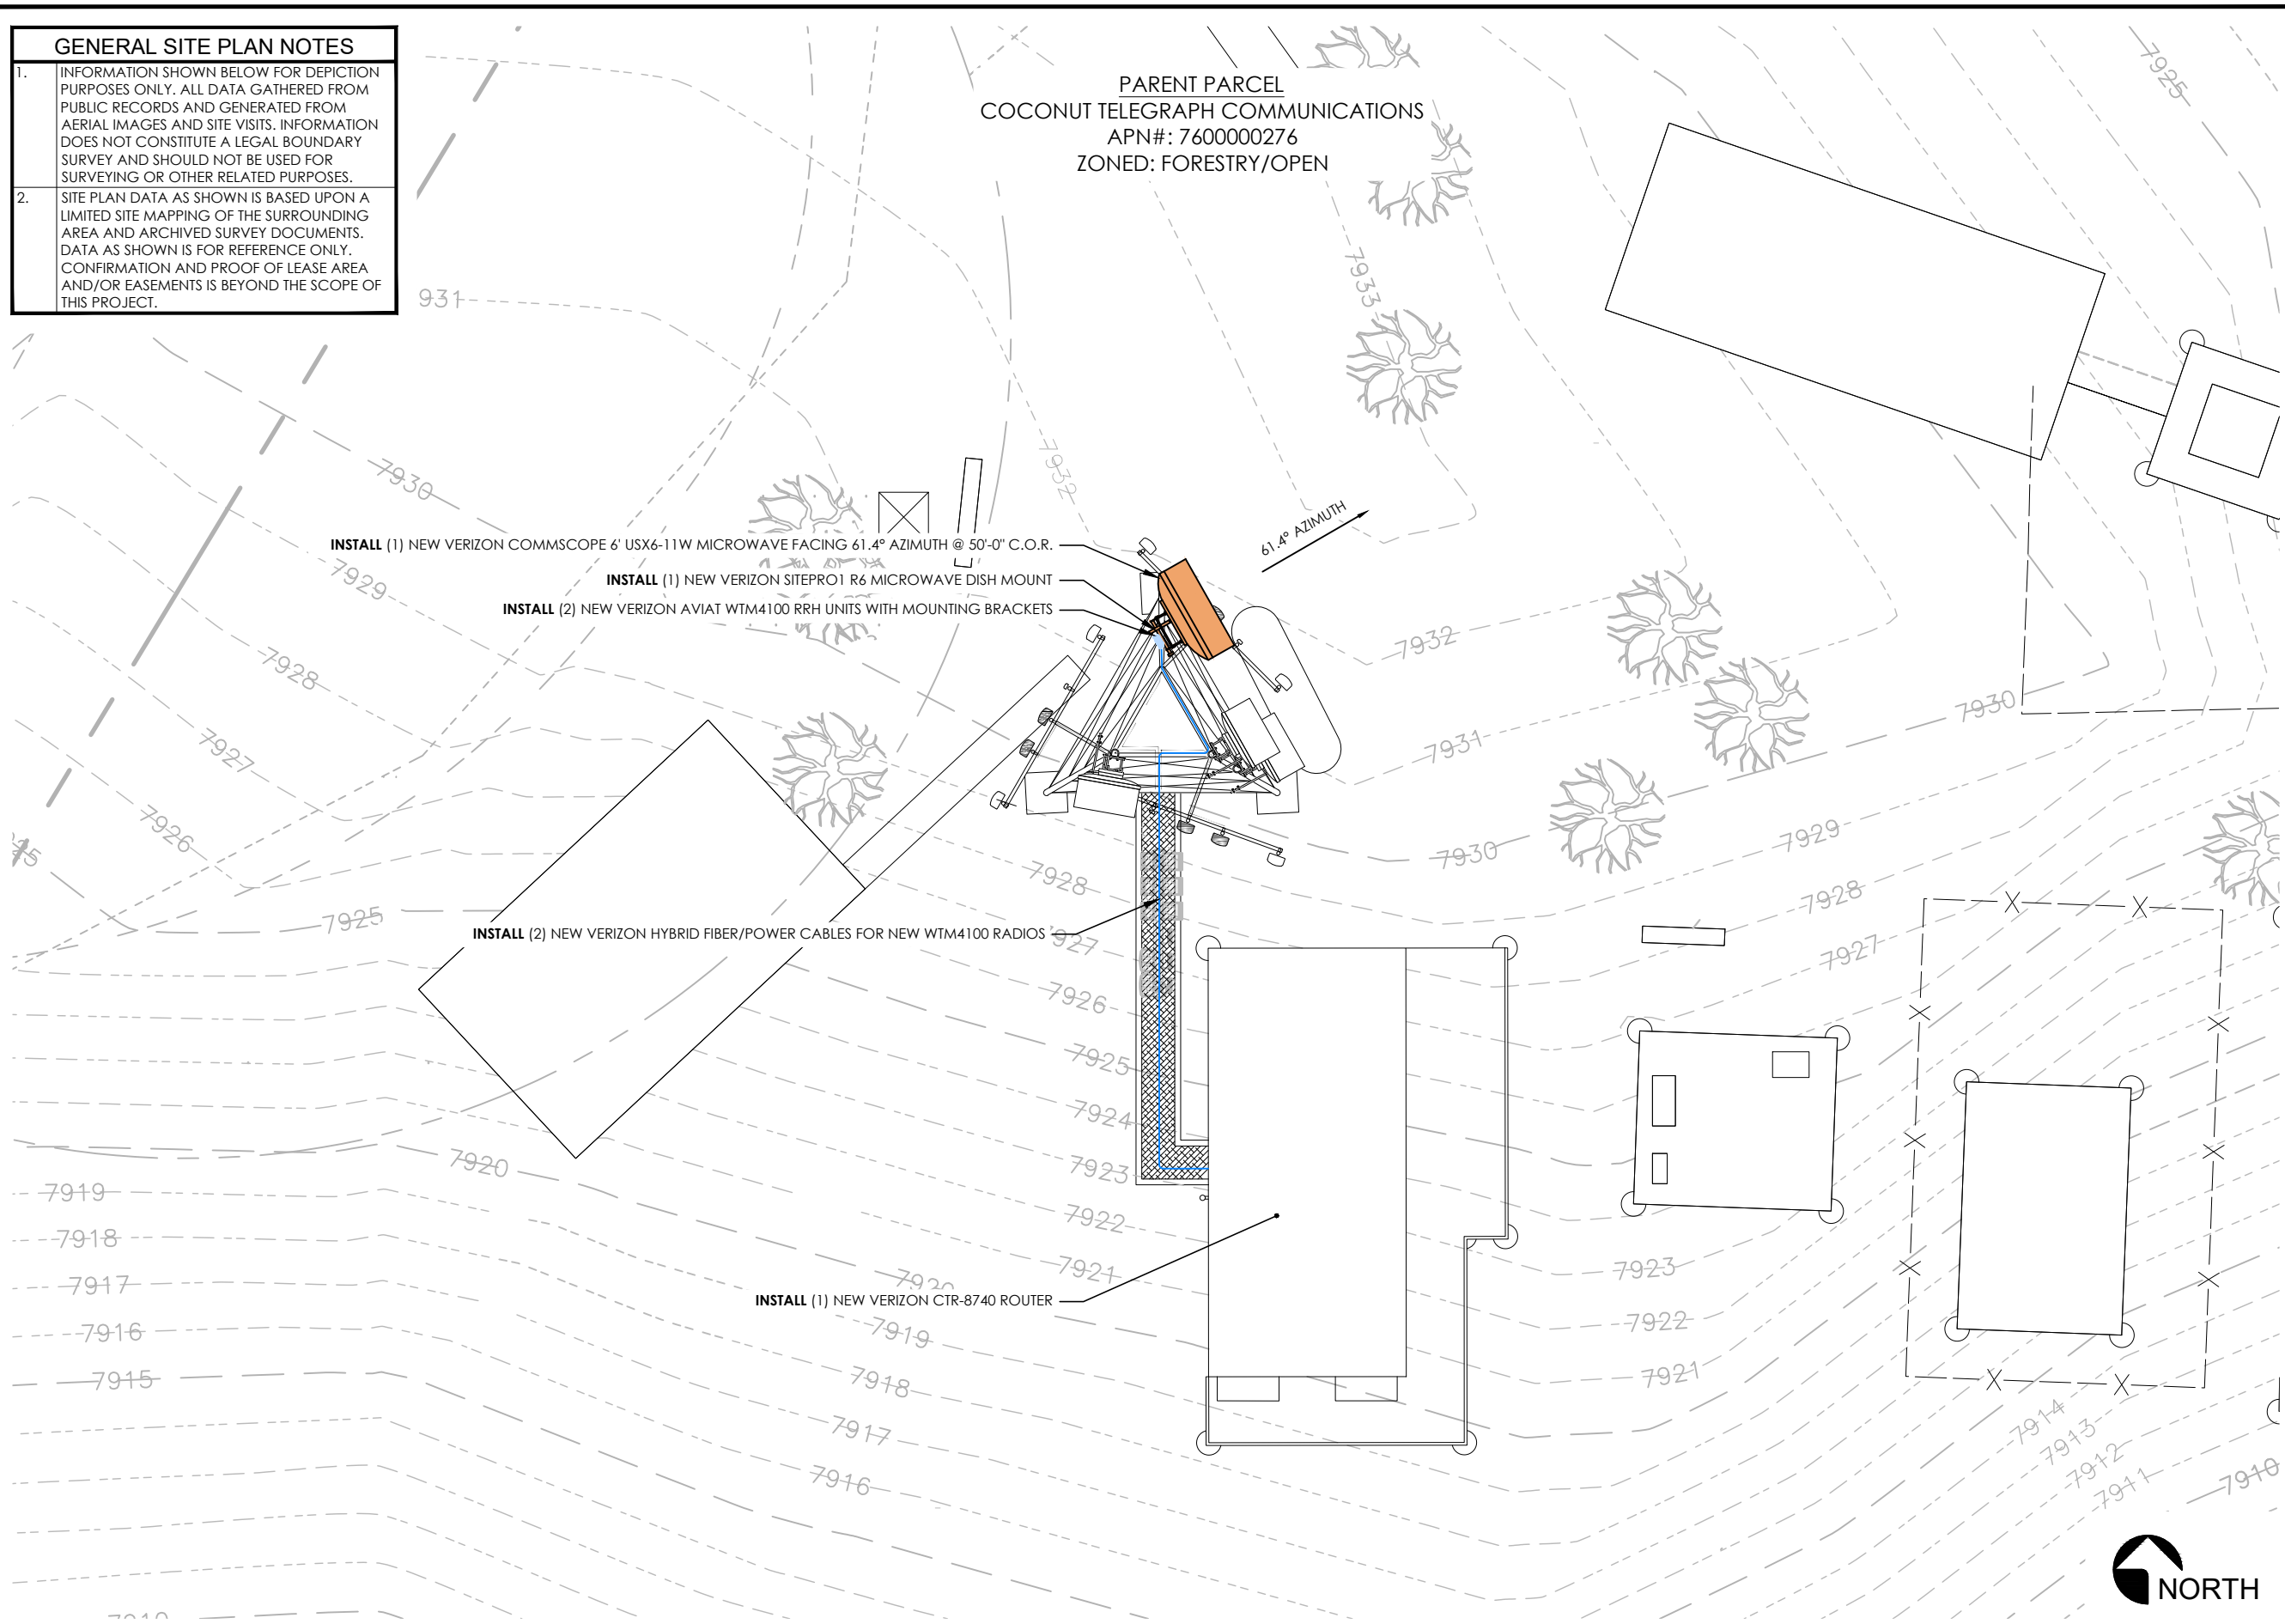 GENERAL SITE PLAN NOTES
1. INFORMATION SHOWN BELOW FOR DEPICTION
PURPOSES ONLY. ALL DATA GATHERED FROM
PUBLIC RECORDS AND GENERATED FROM
AERIAL IMAGES AND SITE VISITS. INFORMATION
DOES NOT CONSTITUTE A LEGAL BOUNDARY
SURVEY AND SHOULD NOT BE USED FOR
SURVEYING OR OTHER RELATED PURPOSES.
2. SITE PLAN DATA AS SHOWN IS BASED UPON A
LIMITED SITE MAPPING OF THE SURROUNDING
AREA AND ARCHIVED SURVEY DOCUMENTS.
DATA AS SHOWN IS FOR REFERENCE ONLY.
CONFIRMATION AND PROOF OF LEASE AREA
AND/OR EASEMENTS IS BEYOND THE SCOPE OF
THIS PROJECT.
PARENT PARCEL
COCONUT TELEGRAPH COMMUNICATIONS
APN#: 7600000276
ZONED: FORESTRY/OPEN
7925
931
7933
7930
7932
61.4° AZIMUTH
INSTALL (1) NEW VERIZON COMMSCOPE 6' USX6-11W MICROWAVE FACING 61.4° AZIMUTH @ 50'-0" C.O.R.
INSTALL (1) NEW VERIZON SITEPRO1 R6 MICROWAVE DISH MOUNT
INSTALL (2) NEW VERIZON AVIAT WTM4100 RRH UNITS WITH MOUNTING BRACKETS
7929
7932
7928
7930
7927
7931
7926
7929
7930
7928
7928
7925
INSTALL (2) NEW VERIZON HYBRID FIBER/POWER CABLES FOR NEW WTM4100 RADIOS
7927
7927
7926
7925
7924
7920
7923
7919
7922
7918
7921
7923
7917
7920
INSTALL (1) NEW VERIZON CTR-8740 ROUTER
7916
7919
7922
7915
7918
7921
7917
7914
7913
7912
7911
7910
7916
NORTH